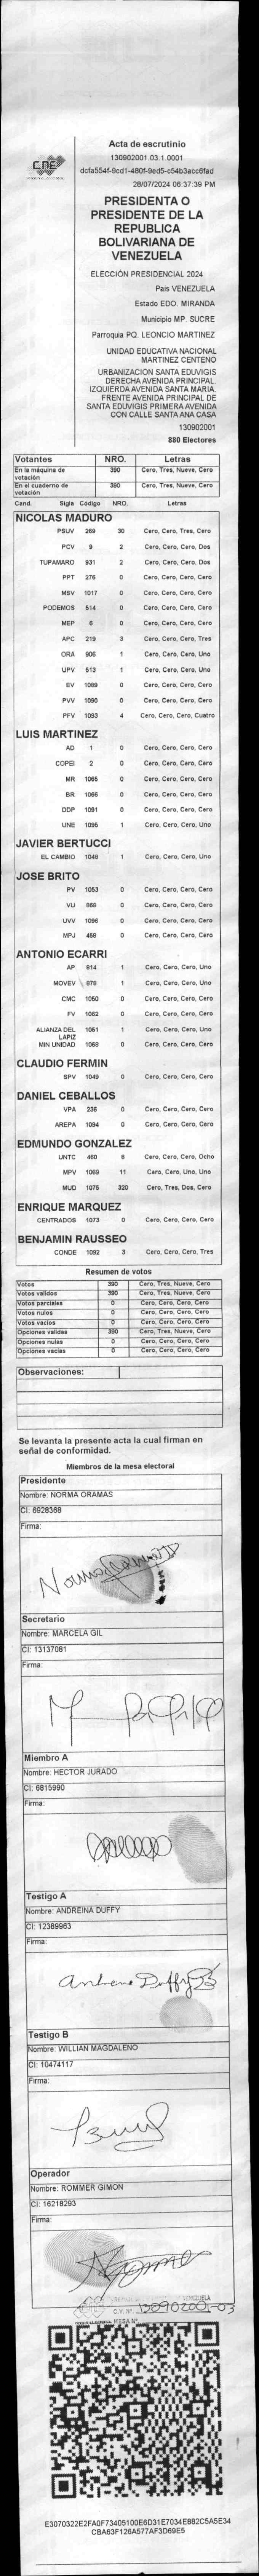 CNE
Acta de escrutinio
130902001.03.1.0001
dcfa554f-9cd1-480f-9ed5-c54b3acc6fad
28/07/2024 06:37:39 PM
PRESIDENTA O
PRESIDENTE DE LA
REPUBLICA
BOLIVARIANA DE
VENEZUELA
ELECCIÓN PRESIDENCIAL 2024
Pais VENEZUELA
Estado EDO. MIRANDA
Municipio MP. SUCRE
Parroquia PQ. LEONCIO MARTINEZ
UNIDAD EDUCATIVA NACIONAL
MARTINEZ CENTENO
URBANIZACION SANTA EDUVIGIS
DERECHA AVENIDA PRINCIPAL.
IZQUIERDA AVENIDA SANTA MARIA.
FRENTE AVENIDA PRINCIPAL DE
SANTA EDUVIGIS PRIMERA AVENIDA
CON CALLE SANTA ANA CASA
130902001
880 Electores
Votantes NRO. Letras
En la máquina de votación 390 Cero, Tres, Nueve, Cero
En el cuaderno de votación 390 Cero, Tres, Nueve, Cero
Cand. Sigla Código NRO. Letras
NICOLAS MADURO
PSUV 269 30 Cero, Cero, Tres, Cero
PCV 9 2 Cero, Cero, Cero, Dos
TUPAMARO 931 2 Cero, Cero, Cero, Dos
PPT 276 0 Cero, Cero, Cero, Cero
MSV 1017 0 Cero, Cero, Cero, Cero
PODEMOS 514 0 Cero, Cero, Cero, Cero
MEP 6 0 Cero, Cero, Cero, Cero
APC 219 3 Cero, Cero, Cero, Tres
ORA 906 1 Cero, Cero, Cero, Uno
UPV 513 1 Cero, Cero, Cero, Uno
EV 1089 0 Cero, Cero, Cero, Cero
PVV 1090 0 Cero, Cero, Cero, Cero
PFV 1093 4 Cero, Cero, Cero, Cuatro
LUIS MARTINEZ
AD 1 0 Cero, Cero, Cero, Cero
COPEI 2 0 Cero, Cero, Cero, Cero
MR 1065 0 Cero, Cero, Cero, Cero
BR 1066 0 Cero, Cero, Cero, Cero
DDP 1091 0 Cero, Cero, Cero, Cero
UNE 1095 1 Cero, Cero, Cero, Uno
JAVIER BERTUCCI
EL CAMBIO 1048 1 Cero, Cero, Cero, Uno
JOSE BRITO
PV 1053 0 Cero, Cero, Cero, Cero
VU 868 0 Cero, Cero, Cero, Cero
UVV 1096 0 Cero, Cero, Cero, Cero
MPJ 458 0 Cero, Cero, Cero, Cero
ANTONIO ECARRI
AP 814 1 Cero, Cero, Cero, Uno
MOVEV 878 1 Cero, Cero, Cero, Uno
CMC 1050 0 Cero, Cero, Cero, Cero
FV 1062 0 Cero, Cero, Cero, Cero
ALIANZA DEL LAPIZ 1051 1 Cero, Cero, Cero, Uno
MIN UNIDAD 1068 0 Cero, Cero, Cero, Cero
CLAUDIO FERMIN
SPV 1049 0 Cero, Cero, Cero, Cero
DANIEL CEBALLOS
VPA 236 0 Cero, Cero, Cero, Cero
AREPA 1094 0 Cero, Cero, Cero, Cero
EDMUNDO GONZALEZ
UNTC 460 8 Cero, Cero, Cero, Ocho
MPV 1069 11 Cero, Cero, Uno, Uno
MUD 1075 320 Cero, Tres, Dos, Cero
ENRIQUE MARQUEZ
CENTRADOS 1073 0 Cero, Cero, Cero, Cero
BENJAMIN RAUSSEO
CONDE 1092 3 Cero, Cero, Cero, Tres
Resumen de votos
Votos 390 Cero, Tres, Nueve, Cero
Votos validos 390 Cero, Tres, Nueve, Cero
Votos parciales 0 Cero, Cero, Cero, Cero
Votos nulos 0 Cero, Cero, Cero, Cero
Votos vacios 0 Cero, Cero, Cero, Cero
Opciones validas 390 Cero, Tres, Nueve, Cero
Opciones nulas 0 Cero, Cero, Cero, Cero
Opciones vacias 0 Cero, Cero, Cero, Cero
Observaciones:
Se levanta la presente acta la cual firman en
señal de conformidad.
Miembros de la mesa electoral
Presidente
Nombre: NORMA ORAMAS
CI: 6928368
Firma:
Secretario
Nombre: MARCELA GIL
CI: 13137081
Firma:
Miembro A
Nombre: HECTOR JURADO
CI: 6815990
Firma:
Testigo A
Nombre: ANDREINA DUFFY
CI: 12389963
Firma:
Testigo B
Nombre: WILLIAN MAGDALENO
CI: 10474117
Firma:
Operador
Nombre: ROMMER GIMON
CI: 16218293
Firma:
VENEZUELA
C.V. Nº. 130902001-03
MESA Nº
E3070322E2FA0F73405100E6D31E7034E882C5A5E34
CBA63F126A577AF3D69E5